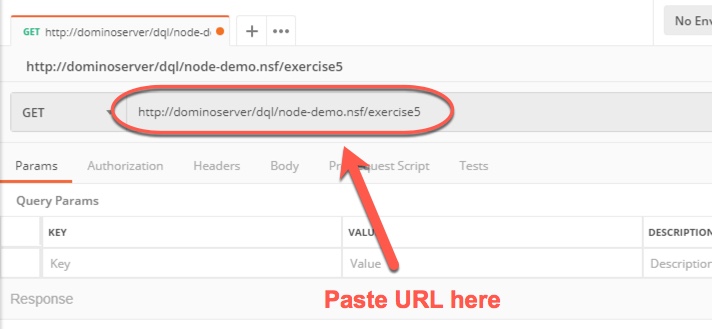 GET http://dominoserver/dql/node-d
No Env
http://dominoserver/dql/node-demo.nsf/exercise5
GET http://dominoserver/dql/node-demo.nsf/exercise5
Params Authorization Headers Body Pre-request Script Tests
Query Params
KEY VALUE DESCRIPTION
Key Value Description
Response
Paste URL here